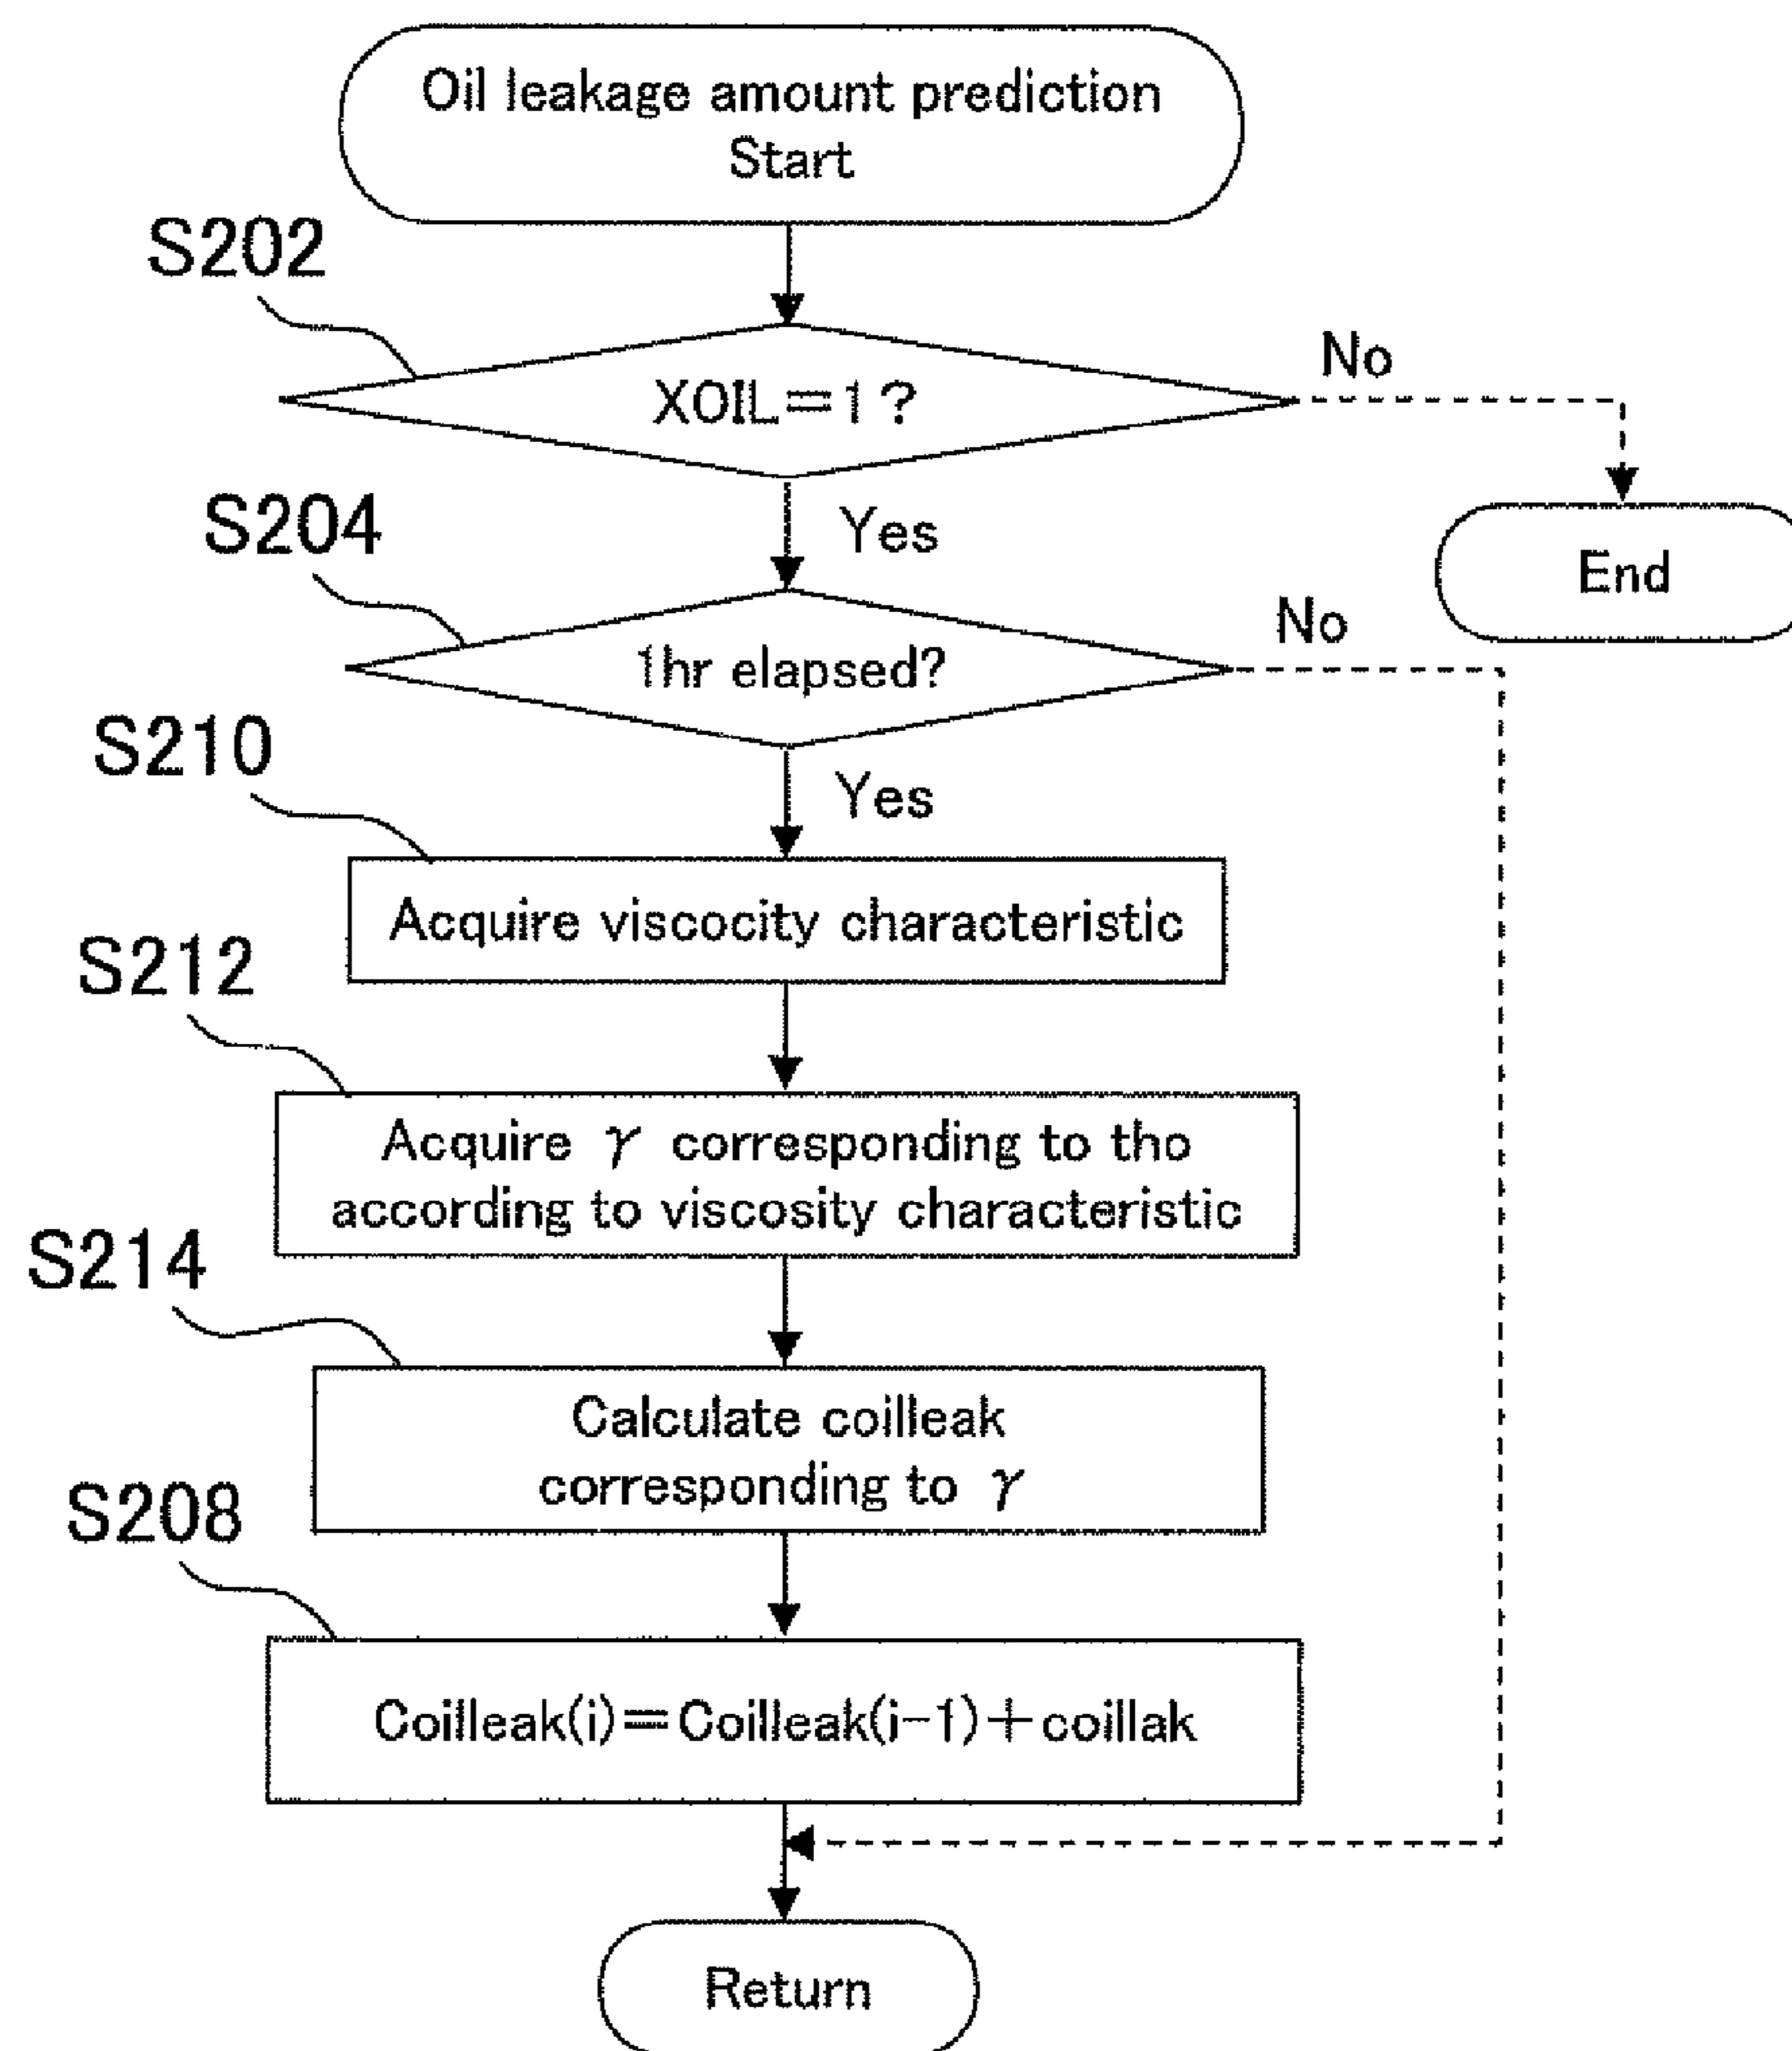 Oil leakage amount prediction
Start
S202
XOIL=1?
No
Yes
End
S204
1hr elapsed?
No
Yes
S210
Acquire viscocity characteristic
S212
Acquire γ corresponding to tho
according to viscosity characteristic
S214
Calculate coilleak
corresponding to γ
S208
Coilleak(i)=Coilleak(i-1)+coillak
Return